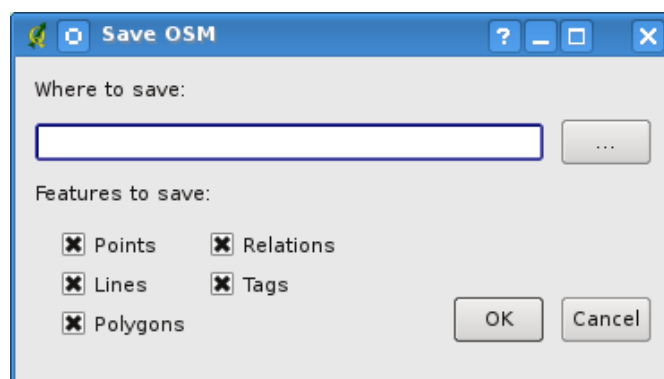 Save OSM
?
Where to save:
...
Features to save:
Points Relations
Lines Tags
Polygons
OK Cancel